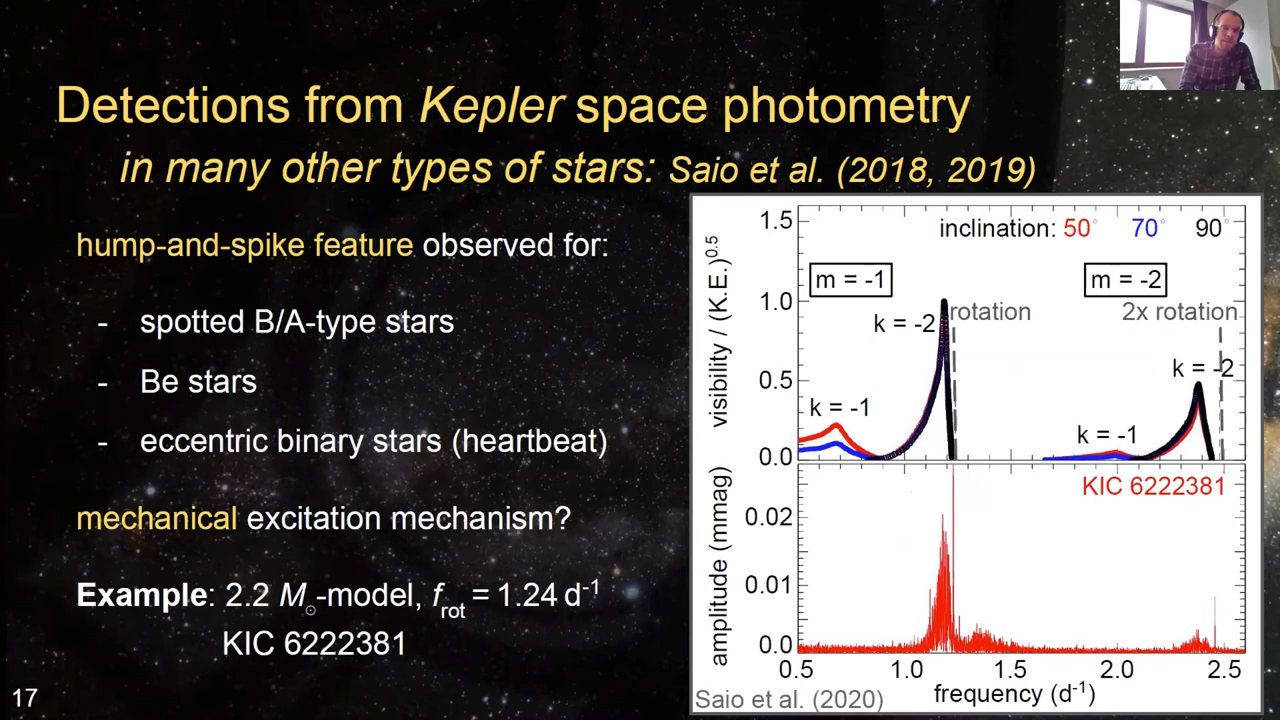 Detections from Kepler space photometry
in many other types of stars: Saio et al. (2018, 2019)
hump-and-spike feature observed for:
- spotted B/A-type stars
- Be stars
- eccentric binary stars (heartbeat)
mechanical excitation mechanism?
Example: 2.2 M☉-model, f_rot = 1.24 d⁻¹
KIC 6222381
17
inclination: 50° 70° 90°
m = -1
m = -2
k = -2
rotation
2x rotation
k = -2
k = -1
k = -1
visibility / (K.E.)^0.5
1.5
1.0
0.5
0.0
KIC 6222381
amplitude (mmag)
0.02
0.01
0.0
0.5 1.0 1.5 2.0 2.5
frequency (d⁻¹)
Saio et al. (2020)